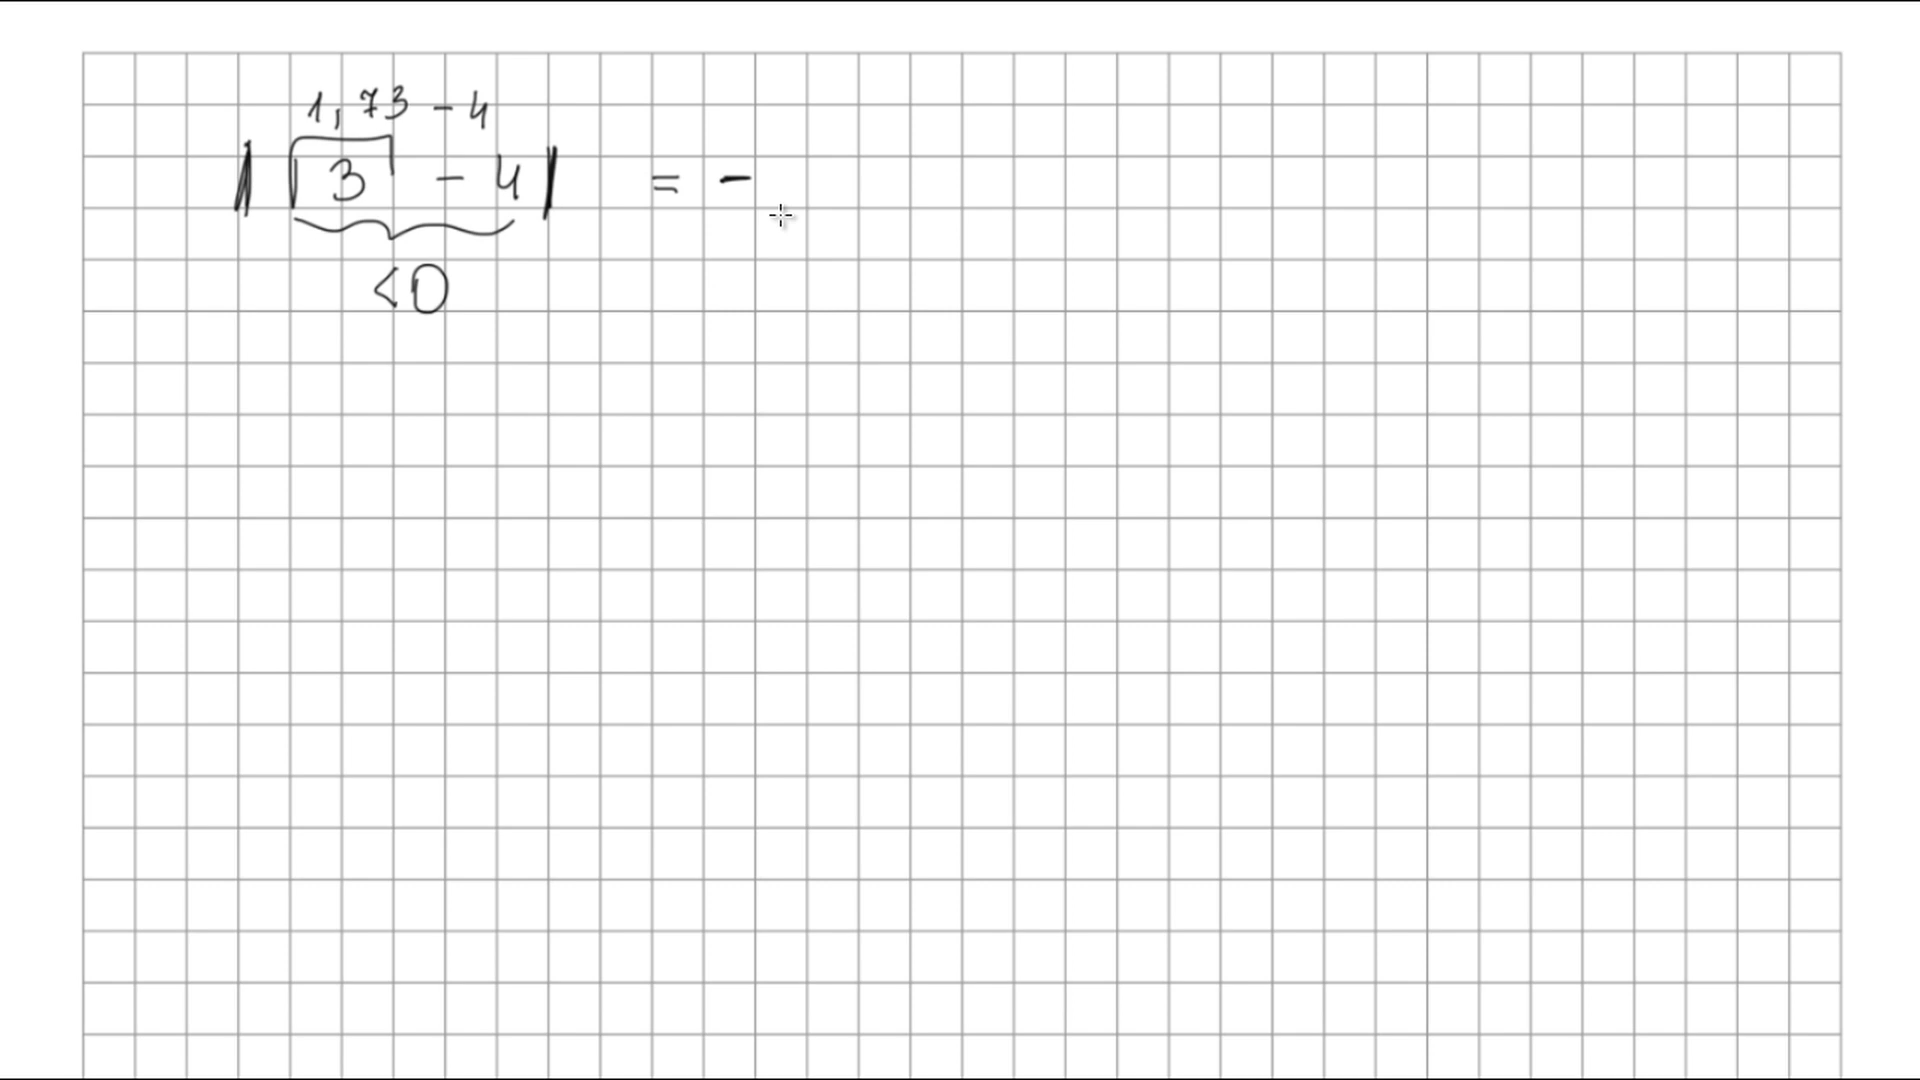 1,73 - 4
|√3 - 4| = -
<0